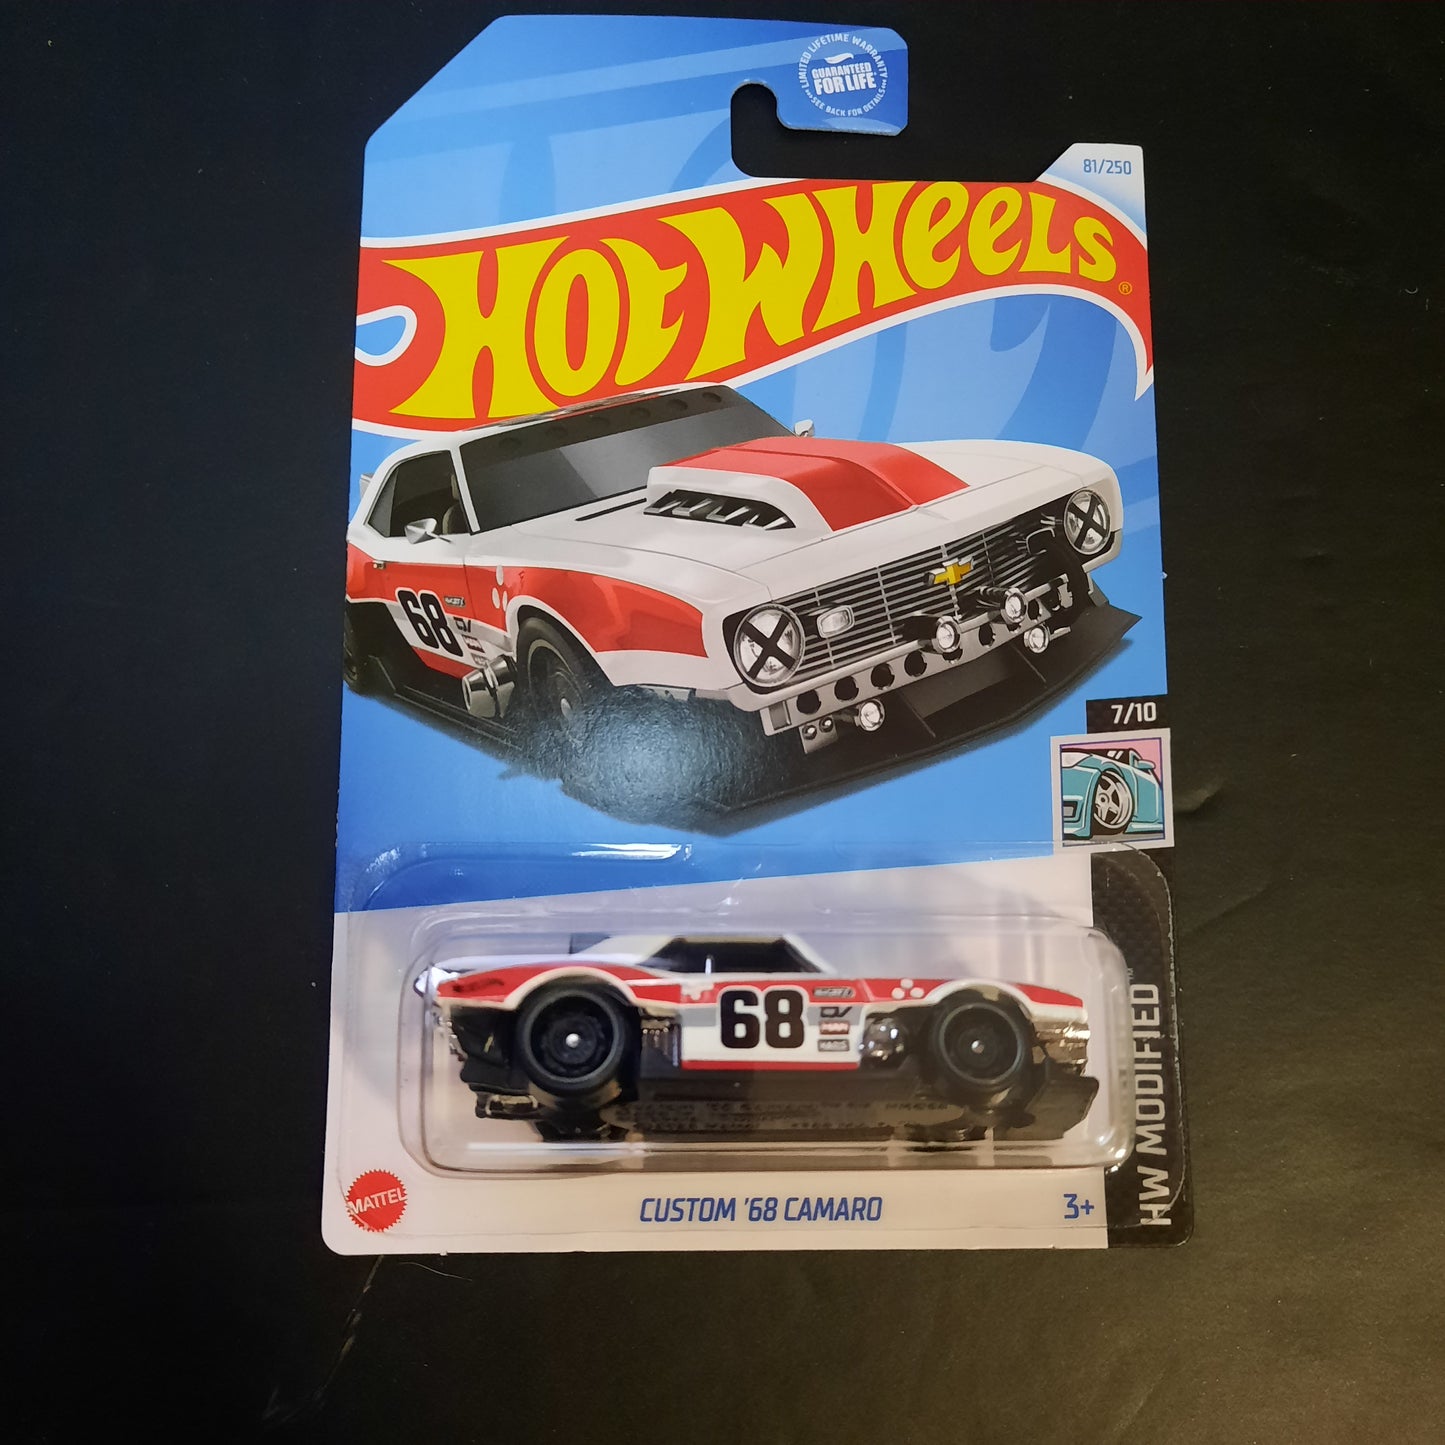 LIMITED LIFETIME WARRANTY
GUARANTEED
FOR LIFE
SEE BACK FOR DETAILS
81/250
HOT WHEELS®
68
7/10
68
HW MODIFIED™
MATTEL
CUSTOM '68 CAMARO
3+